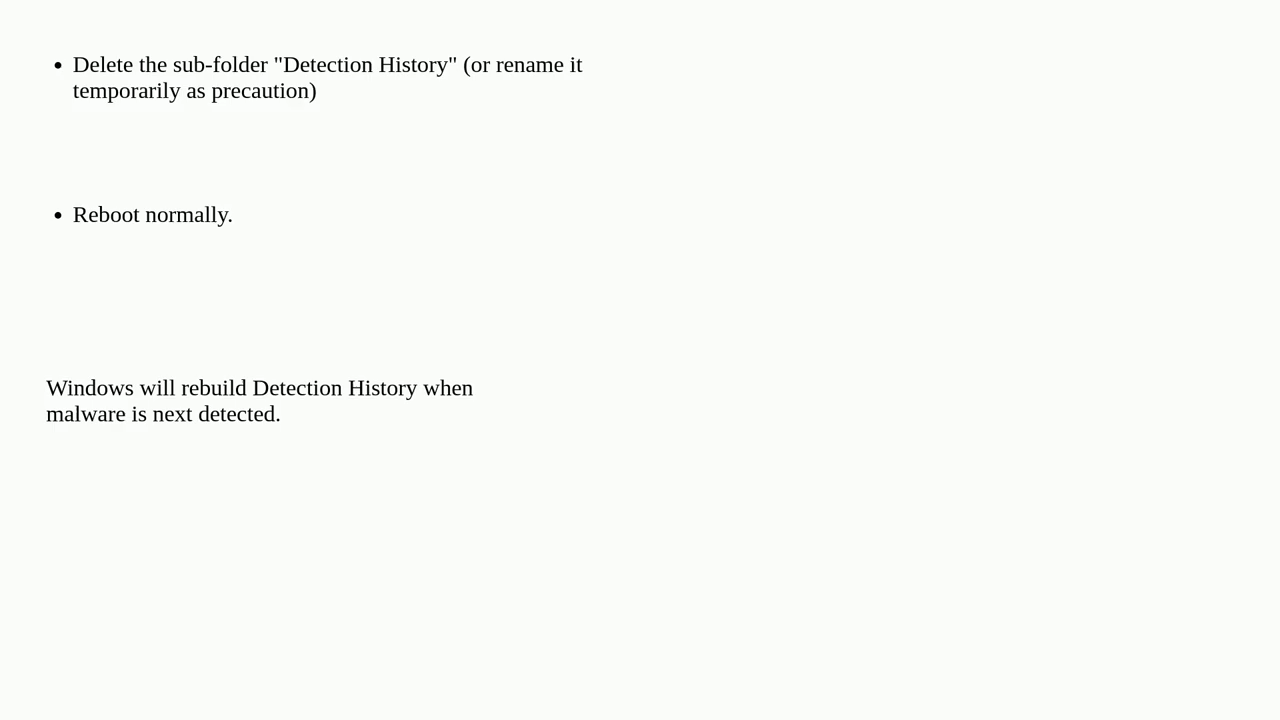 • Delete the sub-folder "Detection History" (or rename it
temporarily as precaution)
• Reboot normally.
Windows will rebuild Detection History when
malware is next detected.